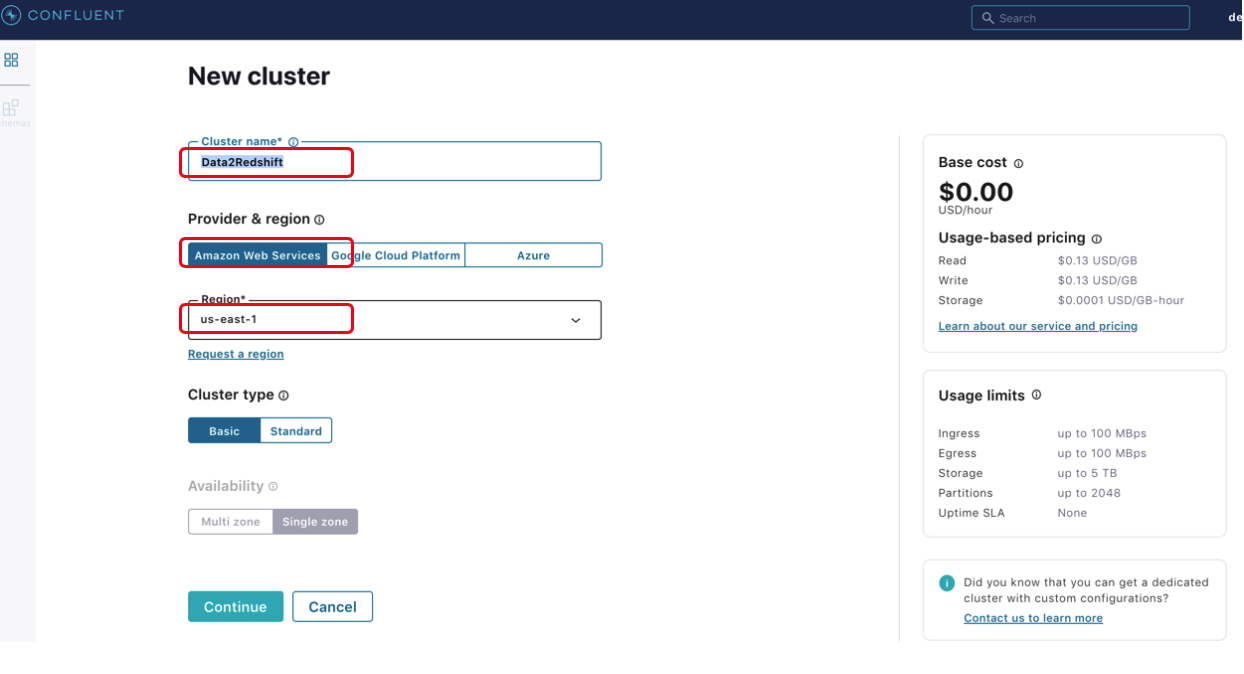 CONFLUENT
Search
de
hemas
New cluster
Cluster name*
Data2Redshift
Provider & region
Amazon Web Services
Google Cloud Platform
Azure
Region*
us-east-1
Request a region
Cluster type
Basic
Standard
Availability
Multi zone
Single zone
Continue
Cancel
Base cost
$0.00
USD/hour
Usage-based pricing
Read $0.13 USD/GB
Write $0.13 USD/GB
Storage $0.0001 USD/GB-hour
Learn about our service and pricing
Usage limits
Ingress up to 100 MBps
Egress up to 100 MBps
Storage up to 5 TB
Partitions up to 2048
Uptime SLA None
Did you know that you can get a dedicated
cluster with custom configurations?
Contact us to learn more